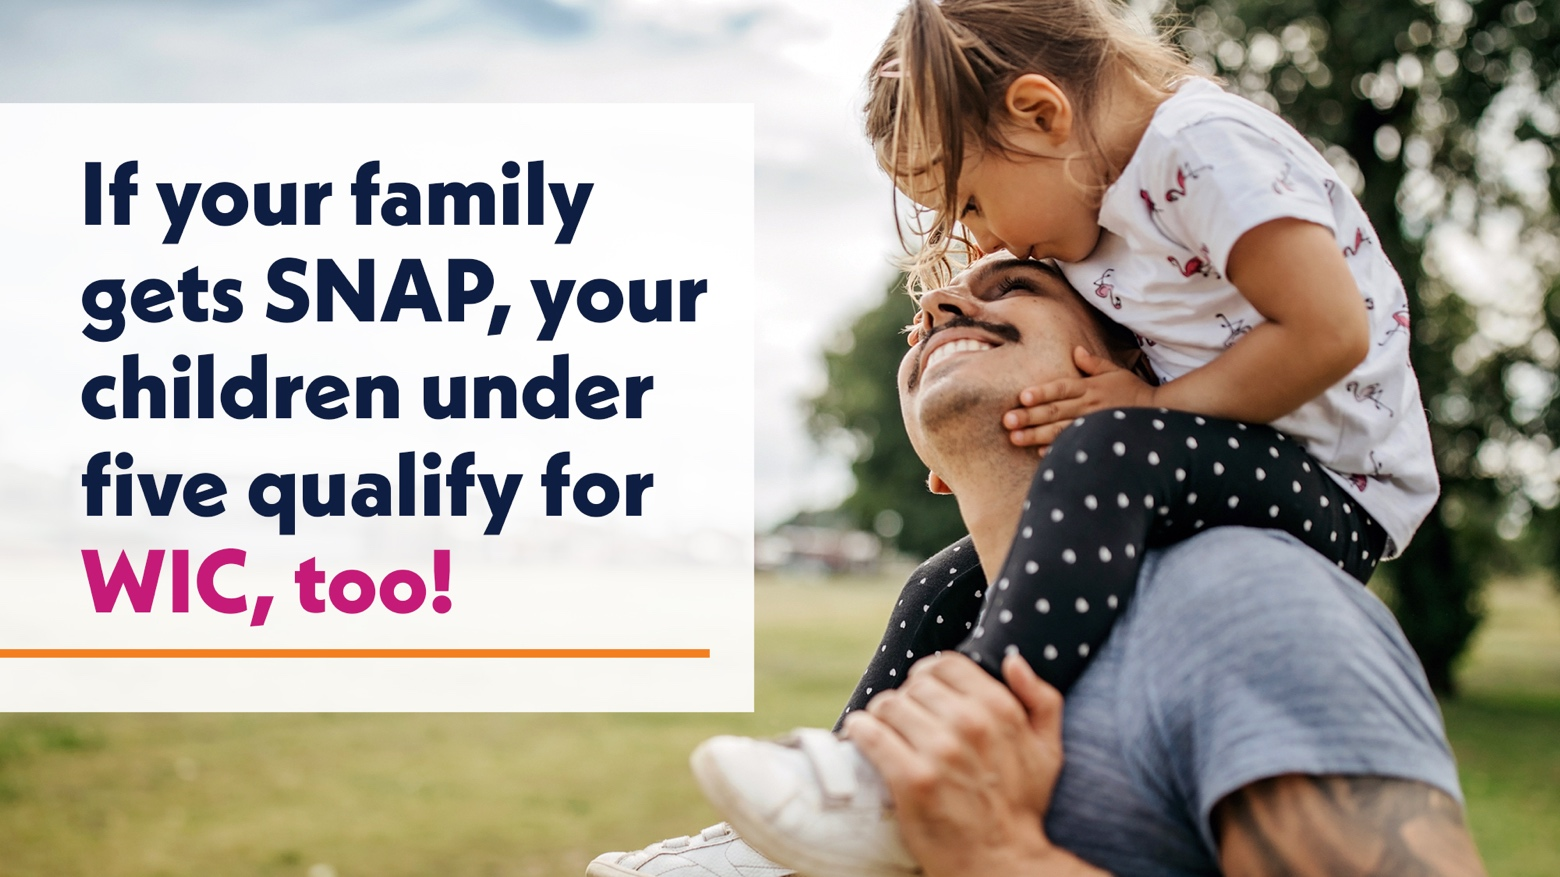 If your family
gets SNAP, your
children under
five qualify for
WIC, too!